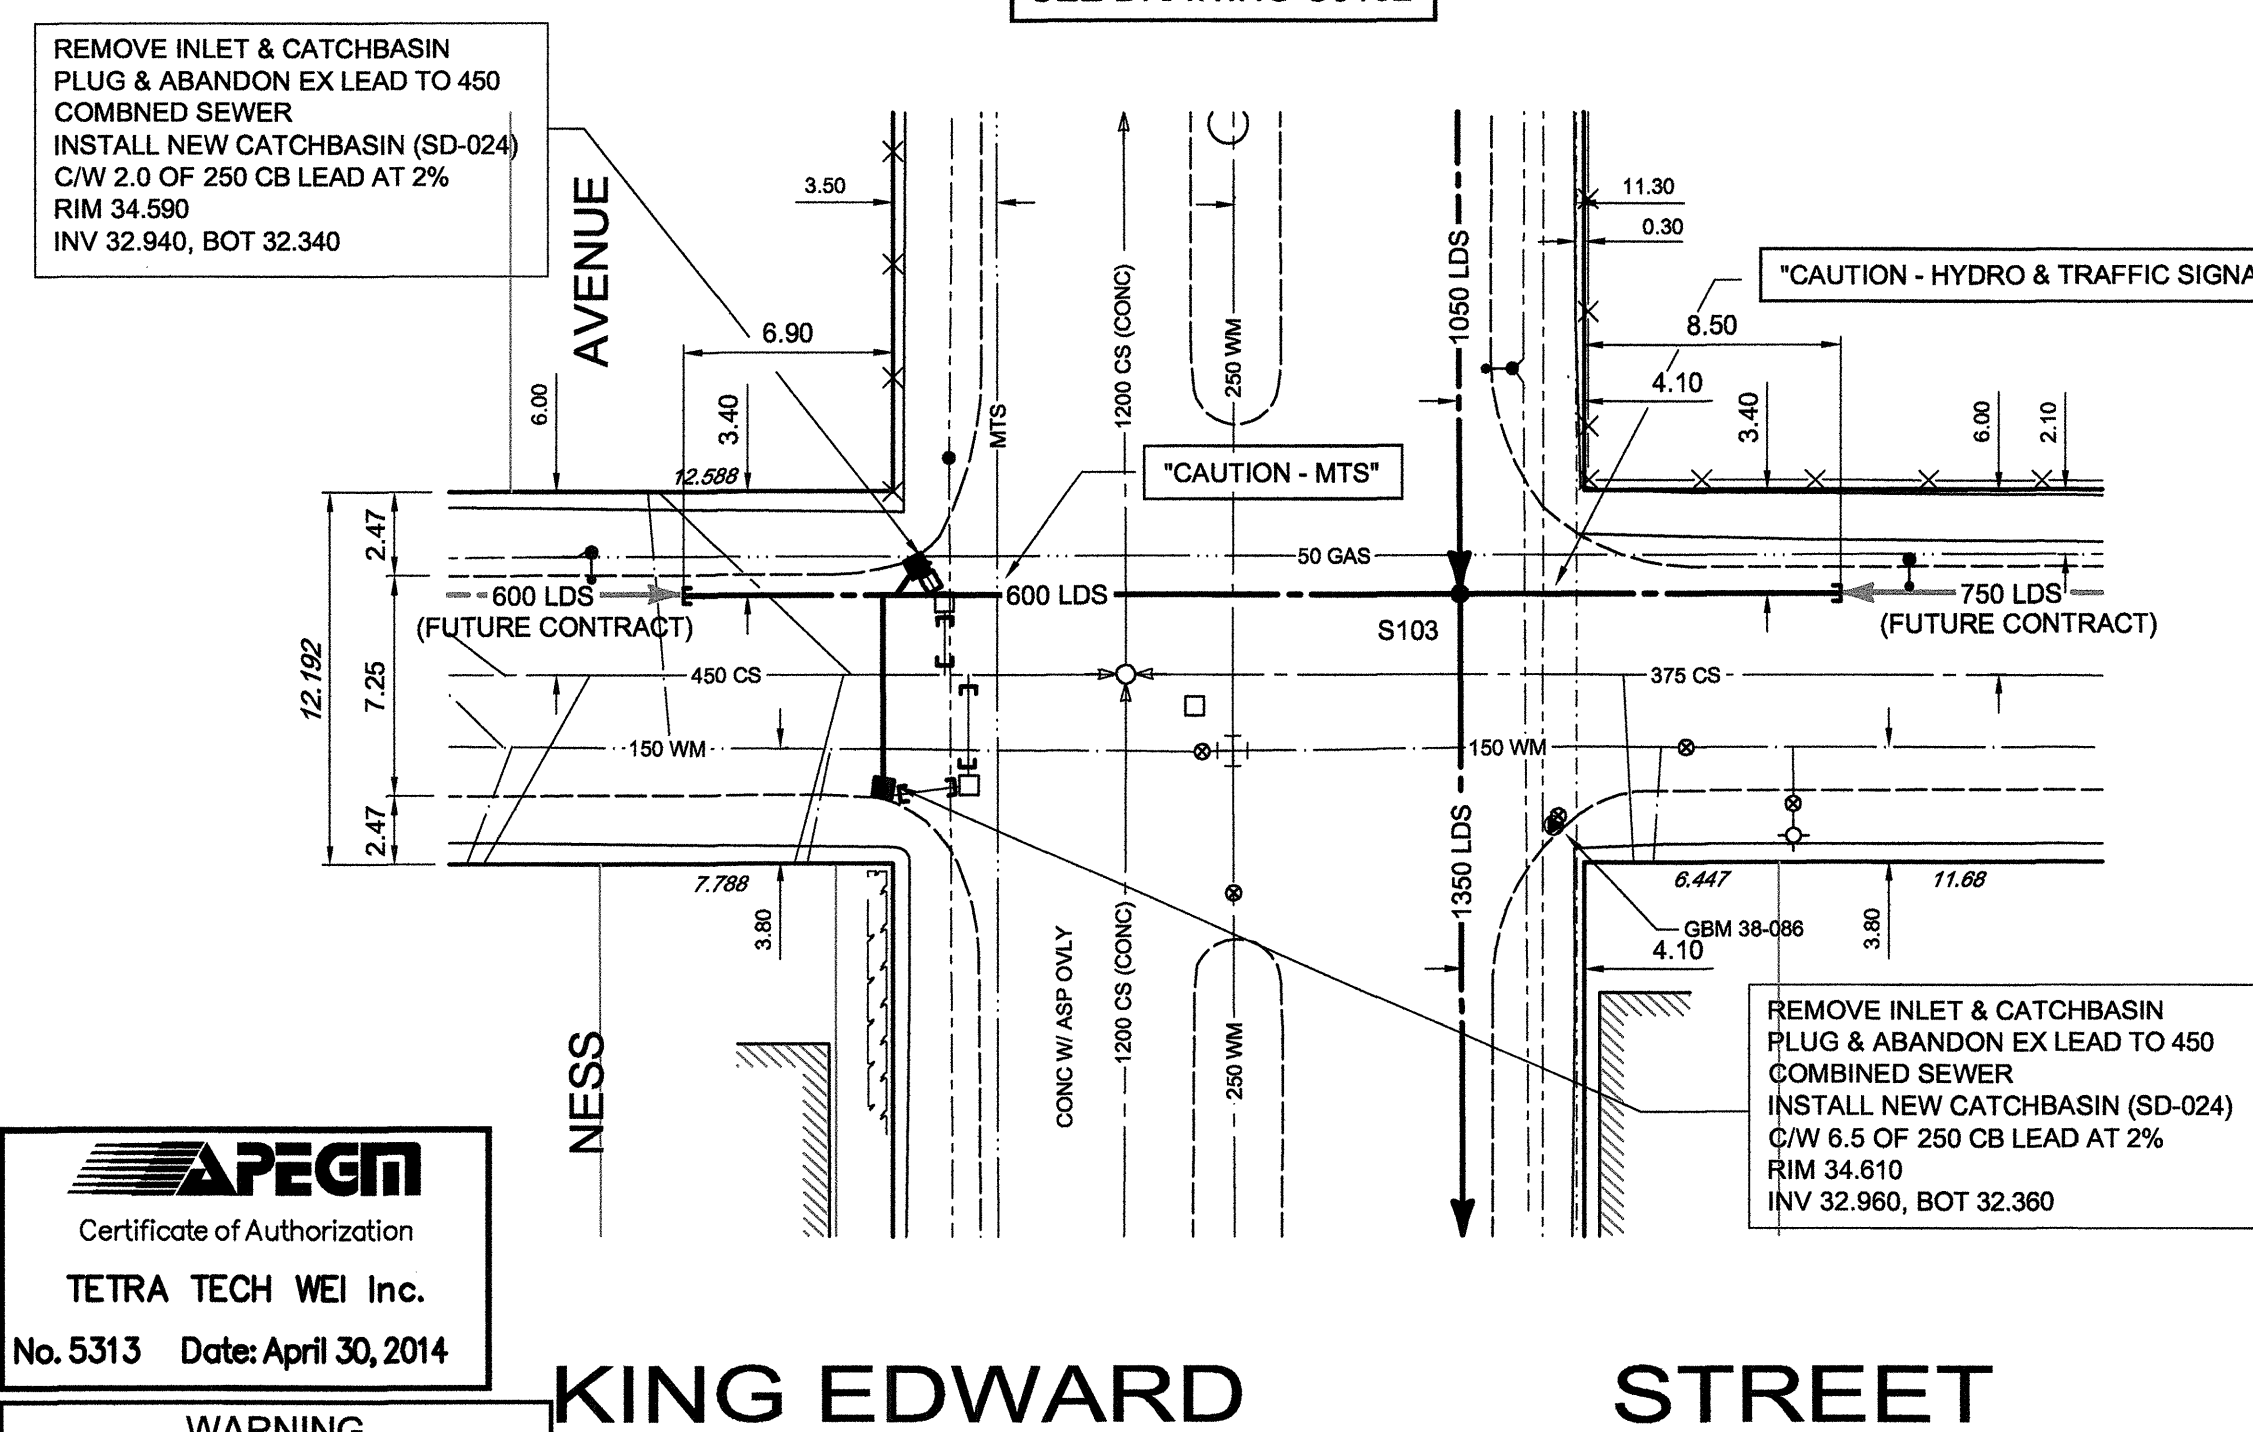 REMOVE INLET & CATCHBASIN
PLUG & ABANDON EX LEAD TO 450
COMBNED SEWER
INSTALL NEW CATCHBASIN (SD-024)
C/W 2.0 OF 250 CB LEAD AT 2%
RIM 34.590
INV 32.940, BOT 32.340
AVENUE
3.50
11.30
0.30
1050 LDS
1200 CS (CONC)
250 WM
"CAUTION - HYDRO & TRAFFIC SIGNA
6.90
8.50
4.10
6.00
3.40
MTS
3.40
6.00
2.10
"CAUTION - MTS"
12.588
2.47
50 GAS
600 LDS
(FUTURE CONTRACT)
600 LDS
S103
750 LDS
(FUTURE CONTRACT)
12.192
7.25
450 CS
375 CS
150 WM
150 WM
2.47
1350 LDS
7.788
6.447
11.68
3.80
GBM 38-086
4.10
3.80
CONC W/ ASP OVLY
1200 CS (CONC)
250 WM
NESS
REMOVE INLET & CATCHBASIN
PLUG & ABANDON EX LEAD TO 450
COMBINED SEWER
INSTALL NEW CATCHBASIN (SD-024)
C/W 6.5 OF 250 CB LEAD AT 2%
RIM 34.610
INV 32.960, BOT 32.360
APEGM
Certificate of Authorization
TETRA TECH WEI Inc.
No. 5313 Date: April 30, 2014
KING EDWARD STREET
WARNING